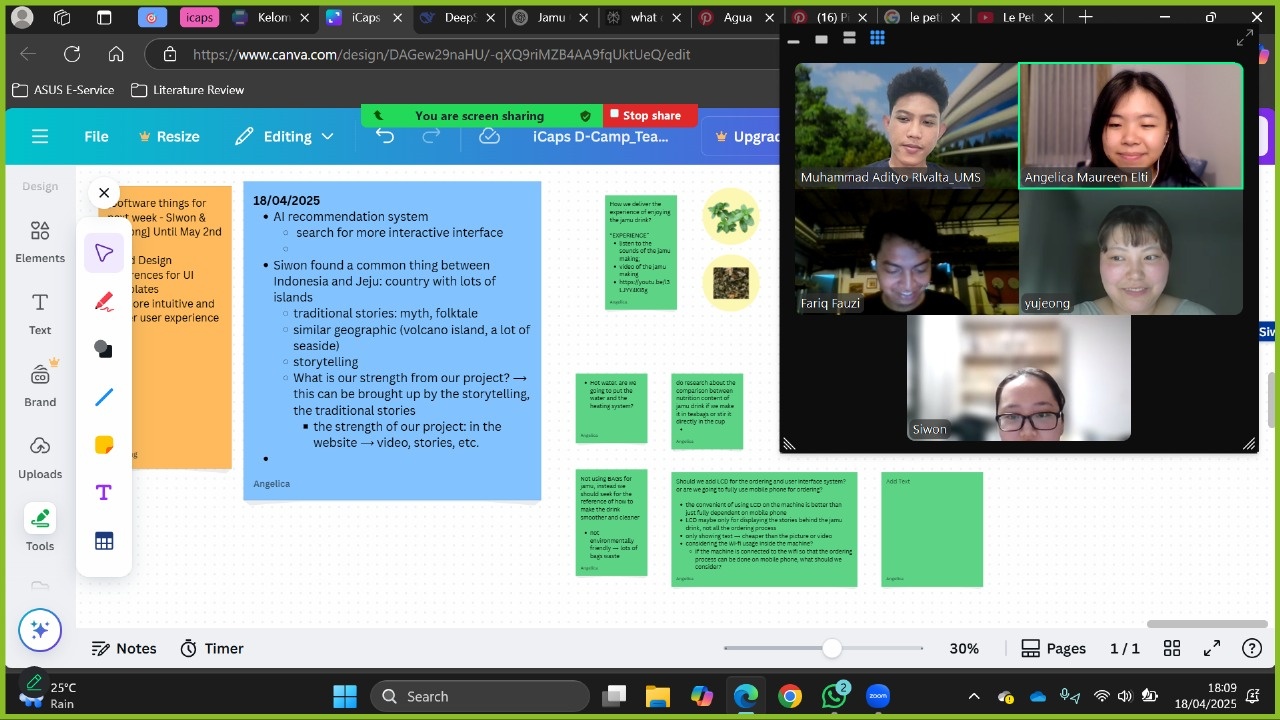 icaps
Kelom
iCaps
DeepS
Jamu
what
Agua
(16) Pi
le peti
Le Pet
https://www.canva.com/design/DAGew29naHU/-qXQ9riMZB4AA9fqUktUeQ/edit
ASUS E-Service
Literature Review
You are screen sharing
Stop share
File
Resize
Editing
iCaps D-Camp_Tea...
Upgrad
Design
Elements
Text
Brand
Uploads
Tools
oftware things for
next week - Siwon &
ong] Until May 2nd
d Design
rences for UI
plates
ore intuitive and
r user experience
18/04/2025
• AI recommendation system
◦ search for more interactive interface
◦
• Siwon found a common thing between
Indonesia and Jeju: country with lots of
islands
◦ traditional stories: myth, folktale
◦ similar geographic (volcano island, a lot of
seaside)
◦ storytelling
◦ What is our strength from our project? →
this can be brought up by the storytelling,
the traditional stories
▪ the strength of our project: in the
website → video, stories, etc.
•
Angelica
How we deliver the
experience of enjoying
the jamu drink?
"EXPERIENCE"
• listen to the
sounds of the jamu
making;
• video of the jamu
making
• https://youtu.be/i3
Angelica
• Hot water, are we
going to put the
water and the
heating system?
Angelica
do research about the
comparison between
nutrition content of
jamu drink if we make
it in teabags or stir it
directly in the cup
•
Angelica
Not using BAGs for
jamu, instead we
should seek for the
reference of how to
make the drink
smoother and cleaner
• not
environmentally
friendly → lots of
bags waste
Angelica
Should we add LCD for the ordering and user interface system?
or are we going to fully use mobile phone for ordering?
• the convenient of using LCD on the machine is better than
just fully dependent on mobile phone
• LCD maybe only for displaying the stories behind the jamu
drink, not all the ordering process
• only showing text → cheaper than the picture or video
• considering the Wi-fi usage inside the machine?
◦ if the machine is connected to the wifi so that the ordering
process can be done on mobile phone, what should we
consider?
Angelica
Add Text
Angelica
Muhammad Adityo RIvalta_UMS
Angelica Maureen Elti
Fariq Fauzi
yujeong
Siwon
Siv
Notes
Timer
30%
Pages
1 / 1
25°C
Rain
Search
2
zoom
18:09
18/04/2025